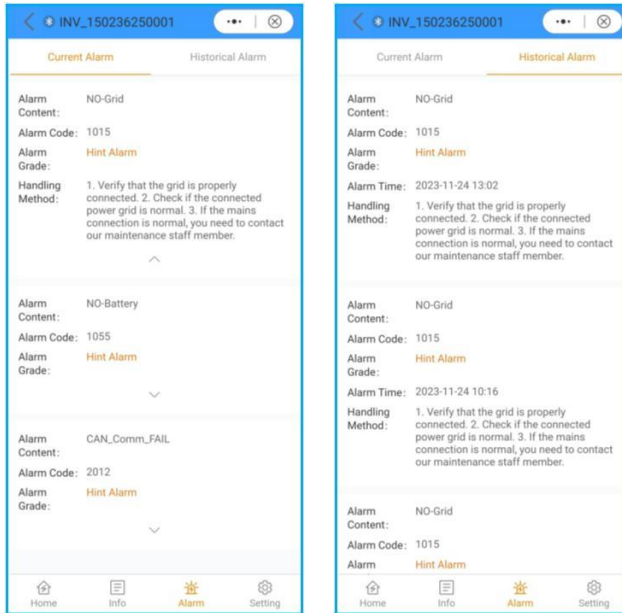 INV_150236250001
Current Alarm
Historical Alarm
Alarm Content: NO-Grid
Alarm Code: 1015
Alarm Grade: Hint Alarm
Handling Method: 1. Verify that the grid is properly
connected. 2. Check if the connected
power grid is normal. 3. If the mains
connection is normal, you need to contact
our maintenance staff member.
Alarm Content: NO-Battery
Alarm Code: 1055
Alarm Grade: Hint Alarm
Alarm Content: CAN_Comm_FAIL
Alarm Code: 2012
Alarm Grade: Hint Alarm
Home
Info
Alarm
Setting
INV_150236250001
Current Alarm
Historical Alarm
Alarm Content: NO-Grid
Alarm Code: 1015
Alarm Grade: Hint Alarm
Alarm Time: 2023-11-24 13:02
Handling Method: 1. Verify that the grid is properly
connected. 2. Check if the connected
power grid is normal. 3. If the mains
connection is normal, you need to contact
our maintenance staff member.
Alarm Content: NO-Grid
Alarm Code: 1015
Alarm Grade: Hint Alarm
Alarm Time: 2023-11-24 10:16
Handling Method: 1. Verify that the grid is properly
connected. 2. Check if the connected
power grid is normal. 3. If the mains
connection is normal, you need to contact
our maintenance staff member.
Alarm Content: NO-Grid
Alarm Code: 1015
Alarm Hint Alarm
Home
Info
Alarm
Setting